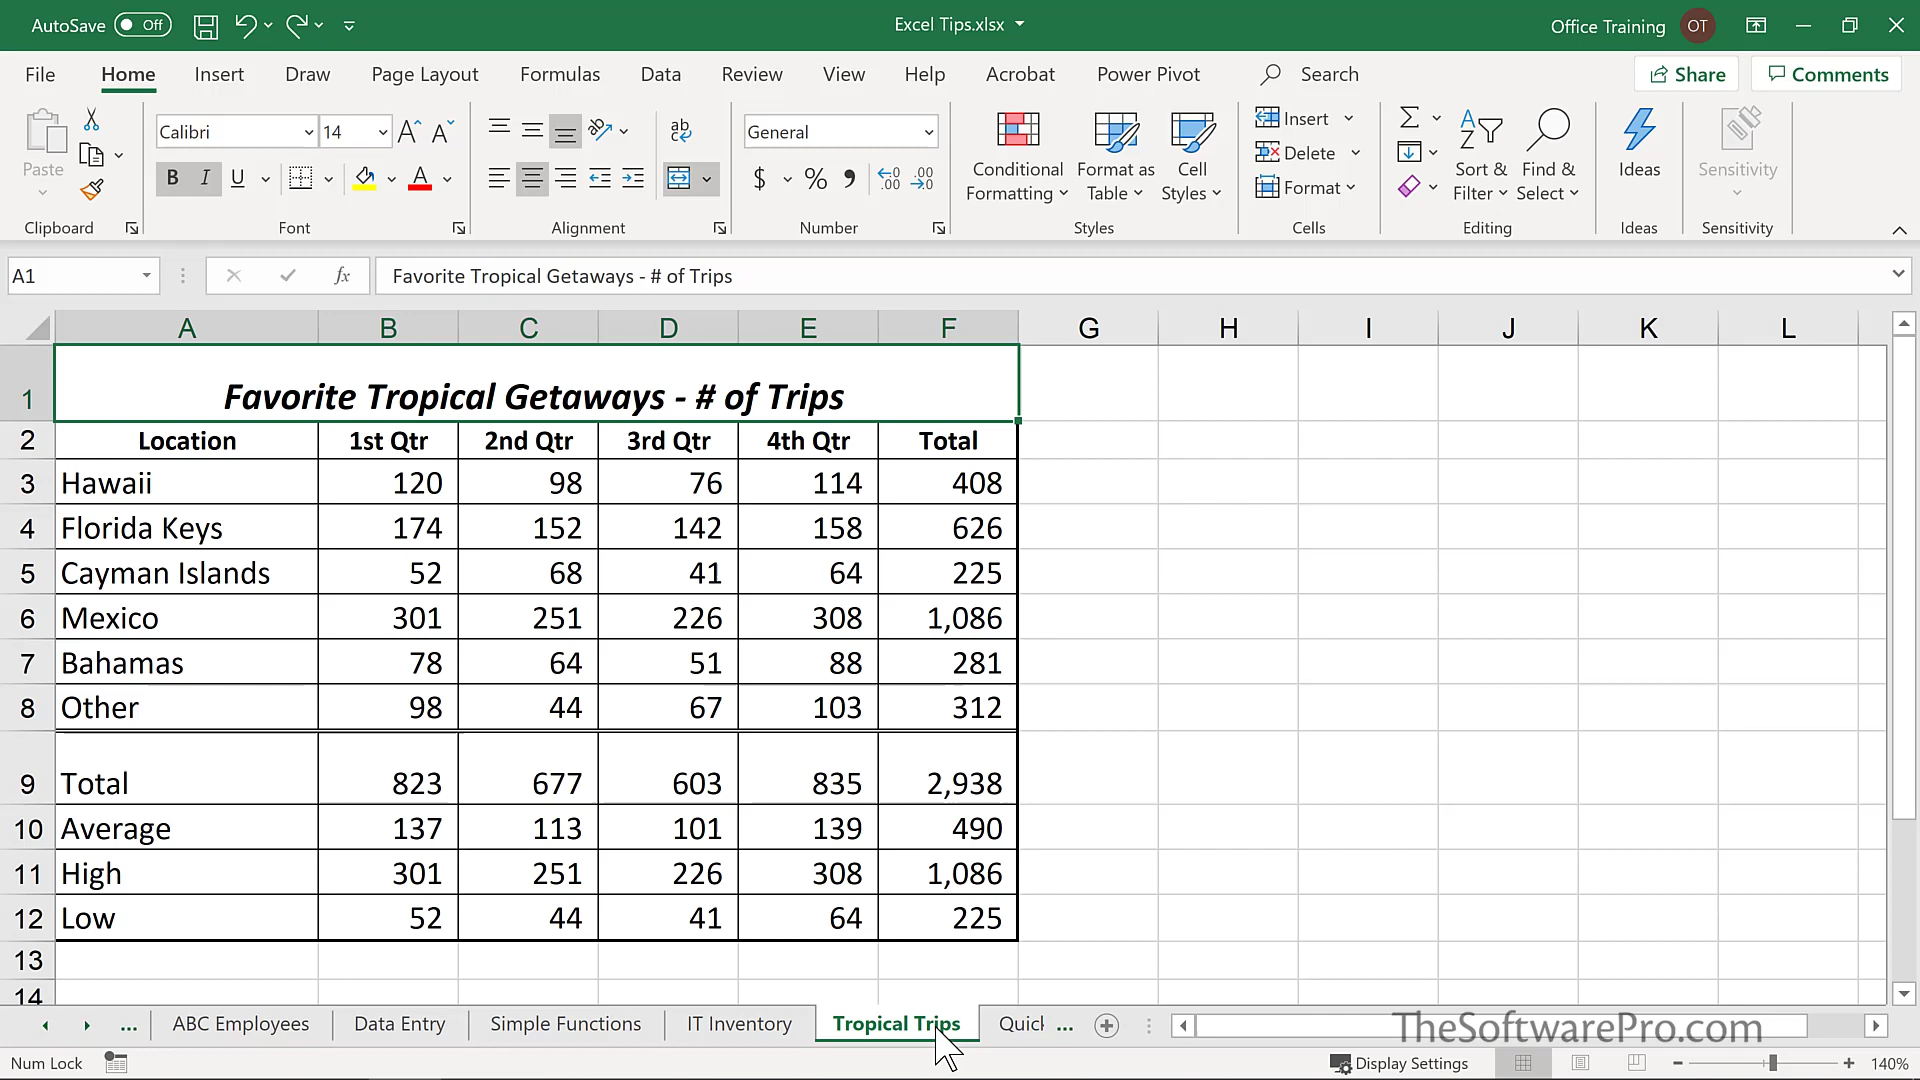 AutoSave Off Excel Tips.xlsx Office Training OT
File Home Insert Draw Page Layout Formulas Data Review View Help Acrobat Power Pivot Search Share Comments
Paste Calibri 14 A A ab c General
B I U A $ % 9 .00 .00 .0
Conditional Formatting Format as Table Cell Styles
Insert
Delete
Format
Σ A Z Sort & Filter Find & Select Ideas Sensitivity
Clipboard Font Alignment Number Styles Cells Editing Ideas Sensitivity
A1 fx Favorite Tropical Getaways - # of Trips
A B C D E F G H I J K L
1 Favorite Tropical Getaways - # of Trips
2 Location 1st Qtr 2nd Qtr 3rd Qtr 4th Qtr Total
3 Hawaii 120 98 76 114 408
4 Florida Keys 174 152 142 158 626
5 Cayman Islands 52 68 41 64 225
6 Mexico 301 251 226 308 1,086
7 Bahamas 78 64 51 88 281
8 Other 98 44 67 103 312
9 Total 823 677 603 835 2,938
10 Average 137 113 101 139 490
11 High 301 251 226 308 1,086
12 Low 52 44 41 64 225
13
14
... ABC Employees Data Entry Simple Functions IT Inventory Tropical Trips Quick ... TheSoftwarePro.com
Num Lock Display Settings 140%